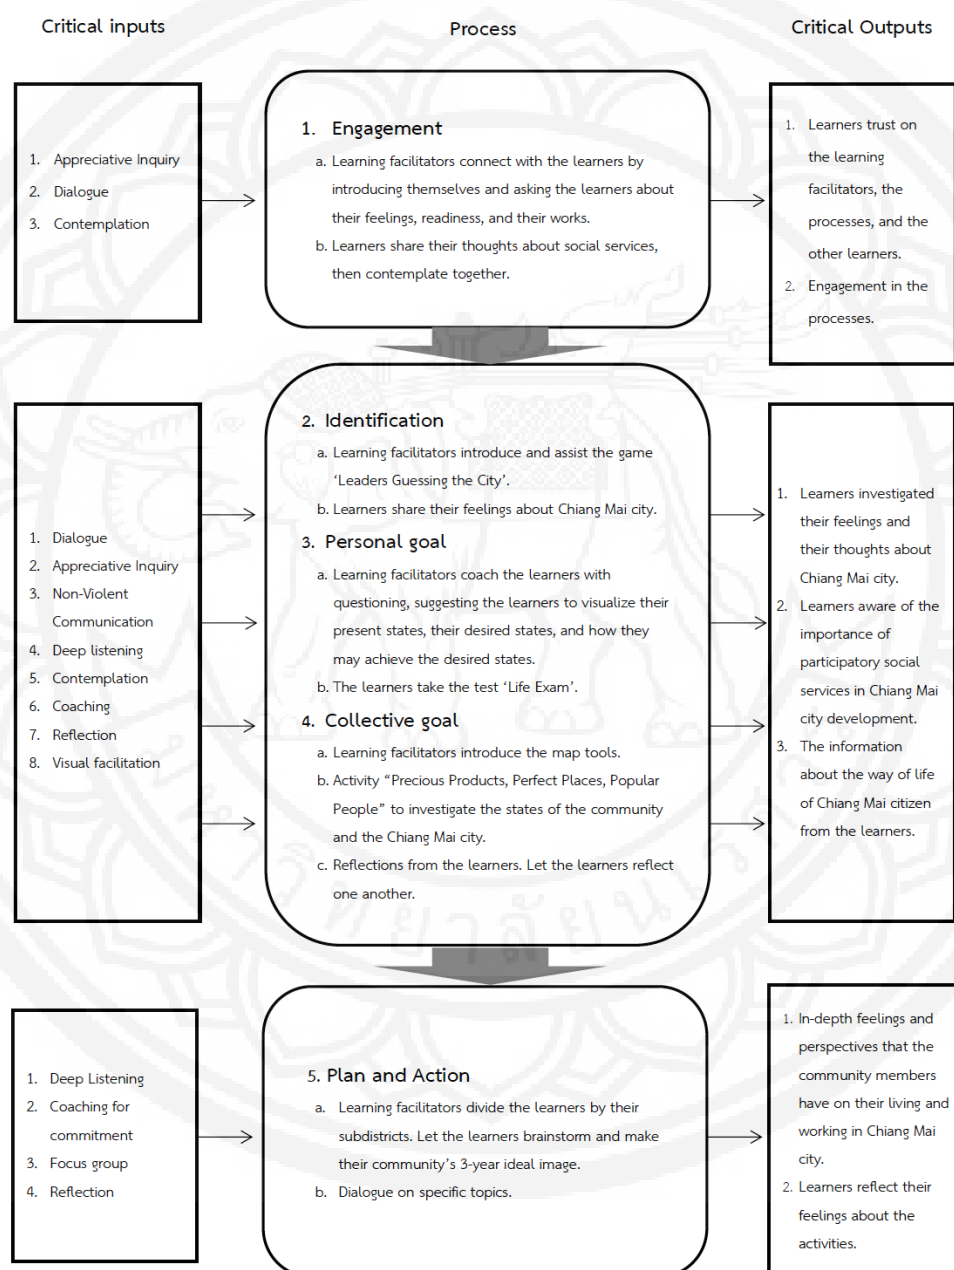 Critical inputs
Process
Critical Outputs
1. Appreciative Inquiry
2. Dialogue
3. Contemplation
1. Engagement
a. Learning facilitators connect with the learners by
introducing themselves and asking the learners about
their feelings, readiness, and their works.
b. Learners share their thoughts about social services,
then contemplate together.
1. Learners trust on
the learning
facilitators, the
processes, and the
other learners.
2. Engagement in the
processes.
1. Dialogue
2. Appreciative Inquiry
3. Non-Violent
Communication
4. Deep listening
5. Contemplation
6. Coaching
7. Reflection
8. Visual facilitation
2. Identification
a. Learning facilitators introduce and assist the game
‘Leaders Guessing the City’.
b. Learners share their feelings about Chiang Mai city.
3. Personal goal
a. Learning facilitators coach the learners with
questioning, suggesting the learners to visualize their
present states, their desired states, and how they
may achieve the desired states.
b. The learners take the test ‘Life Exam’.
4. Collective goal
a. Learning facilitators introduce the map tools.
b. Activity “Precious Products, Perfect Places, Popular
People” to investigate the states of the community
and the Chiang Mai city.
c. Reflections from the learners. Let the learners reflect
one another.
1. Learners investigated
their feelings and
their thoughts about
Chiang Mai city.
2. Learners aware of the
importance of
participatory social
services in Chiang Mai
city development.
3. The information
about the way of life
of Chiang Mai citizen
from the learners.
1. Deep Listening
2. Coaching for
commitment
3. Focus group
4. Reflection
5. Plan and Action
a. Learning facilitators divide the learners by their
subdistricts. Let the learners brainstorm and make
their community’s 3-year ideal image.
b. Dialogue on specific topics.
1. In-depth feelings and
perspectives that the
community members
have on their living and
working in Chiang Mai
city.
2. Learners reflect their
feelings about the
activities.